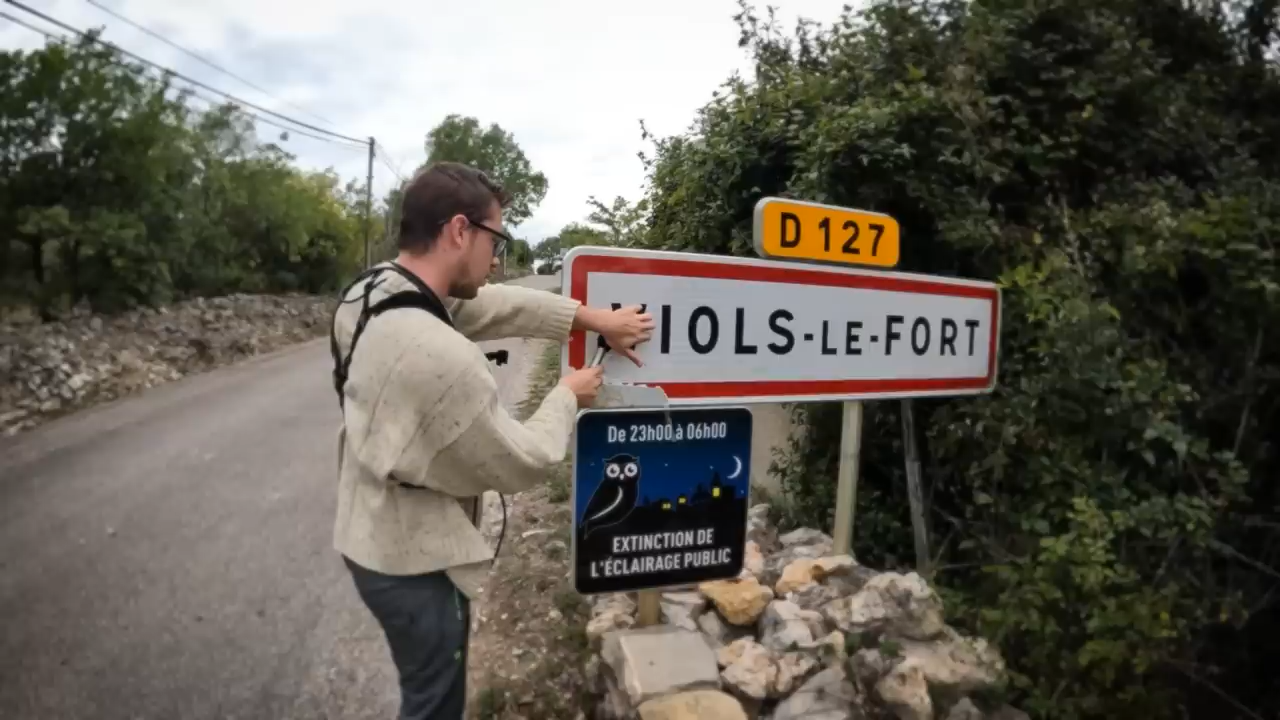 D 127
VIOLS-LE-FORT
De 23h00 à 06h00
EXTINCTION DE
L'ÉCLAIRAGE PUBLIC